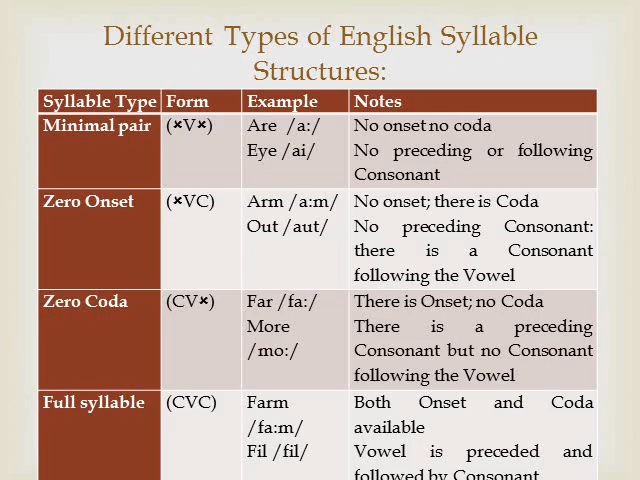 Different Types of English Syllable
Structures:
Syllable Type Form Example Notes
Minimal pair (×V×) Are /a:/ No onset no coda
Eye /ai/ No preceding or following
Consonant
Zero Onset (×VC) Arm /a:m/ No onset; there is Coda
Out /aut/ No preceding Consonant:
there is a Consonant
following the Vowel
Zero Coda (CV×) Far /fa:/ There is Onset; no Coda
More There is a preceding
/mo:/ Consonant but no Consonant
following the Vowel
Full syllable (CVC) Farm Both Onset and Coda
/fa:m/ available
Fil /fil/ Vowel is preceded and
followed by Consonant